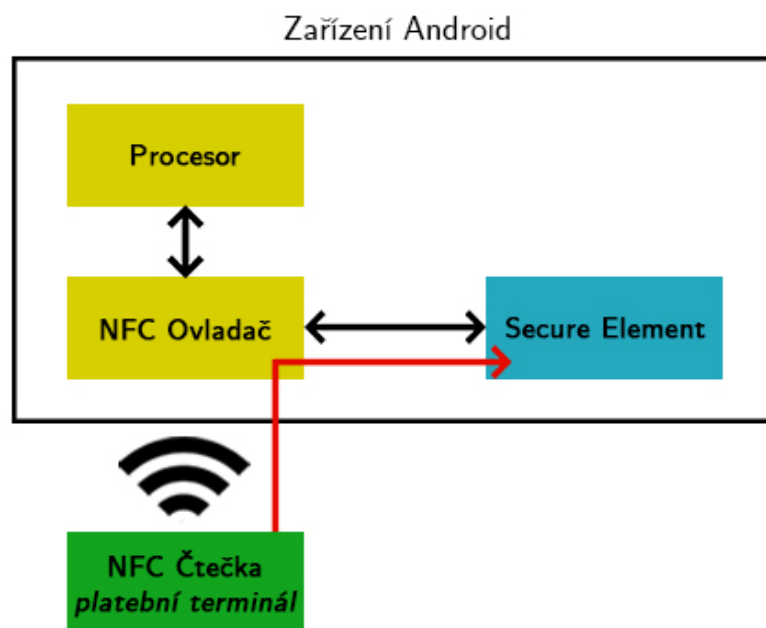 Zařízení Android
Procesor
NFC Ovladač
Secure Element
NFC Čtečka
platební terminál